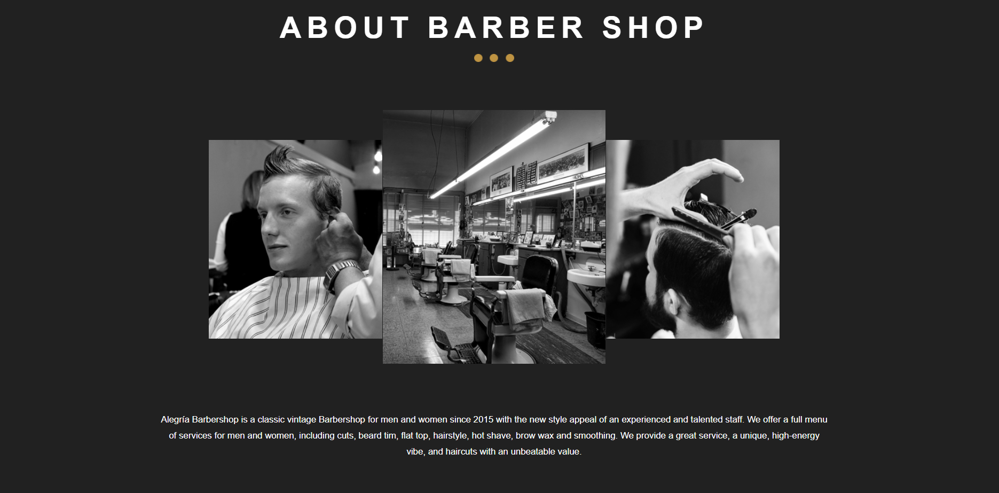 ABOUT BARBER SHOP
Alegría Barbershop is a classic vintage Barbershop for men and women since 2015 with the new style appeal of an experienced and talented staff. We offer a full menu
of services for men and women, including cuts, beard tim, flat top, hairstyle, hot shave, brow wax and smoothing. We provide a great service, a unique, high-energy
vibe, and haircuts with an unbeatable value.